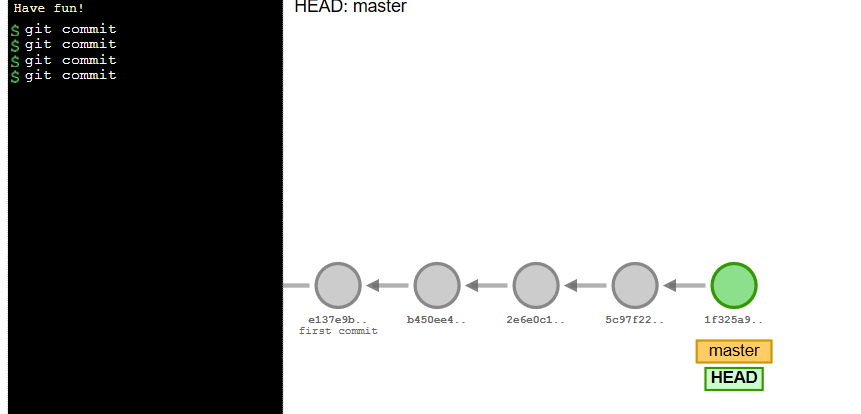 Have fun!
$ git commit
$ git commit
$ git commit
$ git commit
HEAD: master
e137e9b..
first commit
b450ee4..
2e6e0c1..
5c97f22..
1f325a9..
master
HEAD